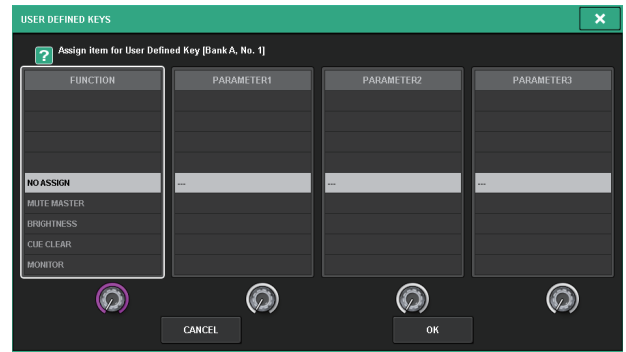 USER DEFINED KEYS
?
Assign item for User Defined Key [Bank A, No. 1]
FUNCTION PARAMETER1 PARAMETER2 PARAMETER3
NO ASSIGN --- --- ---
MUTE MASTER
BRIGHTNESS
CUE CLEAR
MONITOR
CANCEL OK